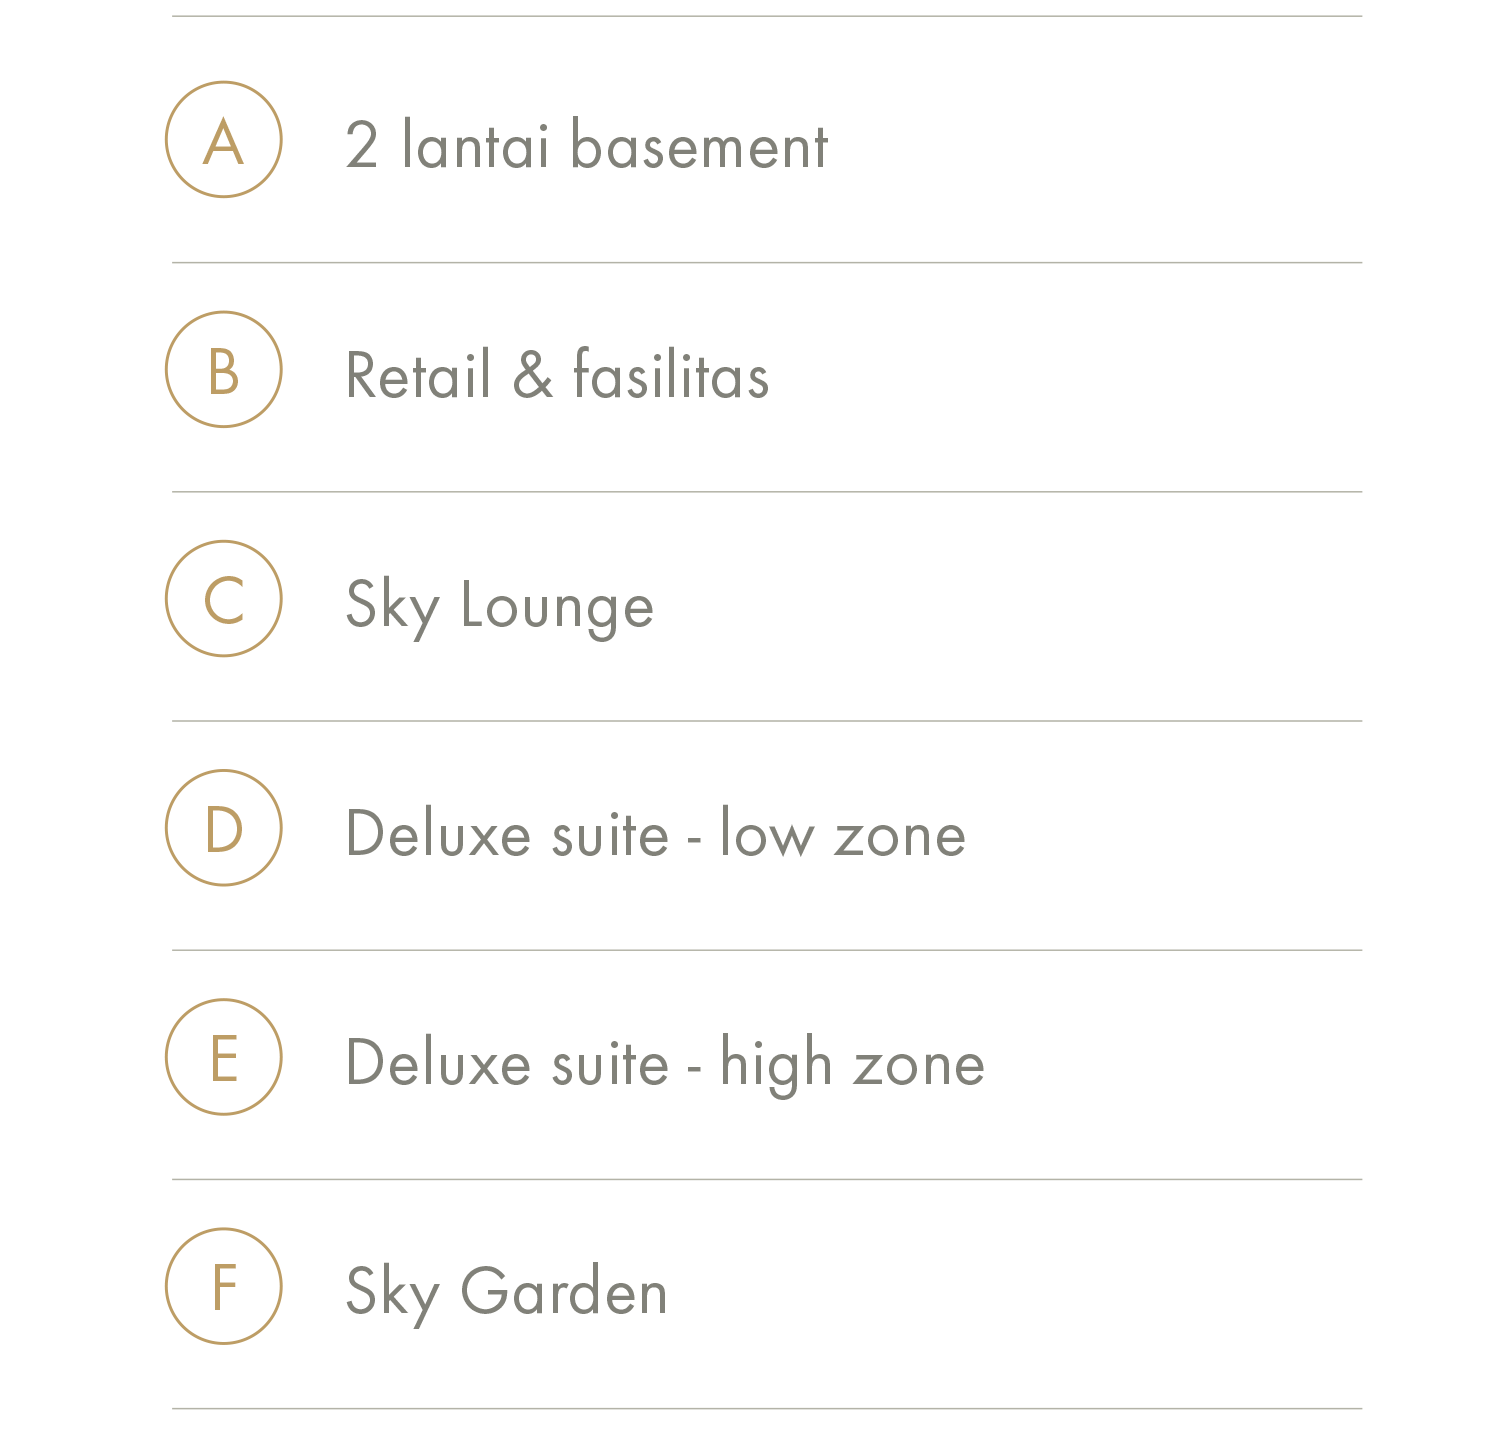 A 2 lantai basement
B Retail & fasilitas
C Sky Lounge
D Deluxe suite - low zone
E Deluxe suite - high zone
F Sky Garden